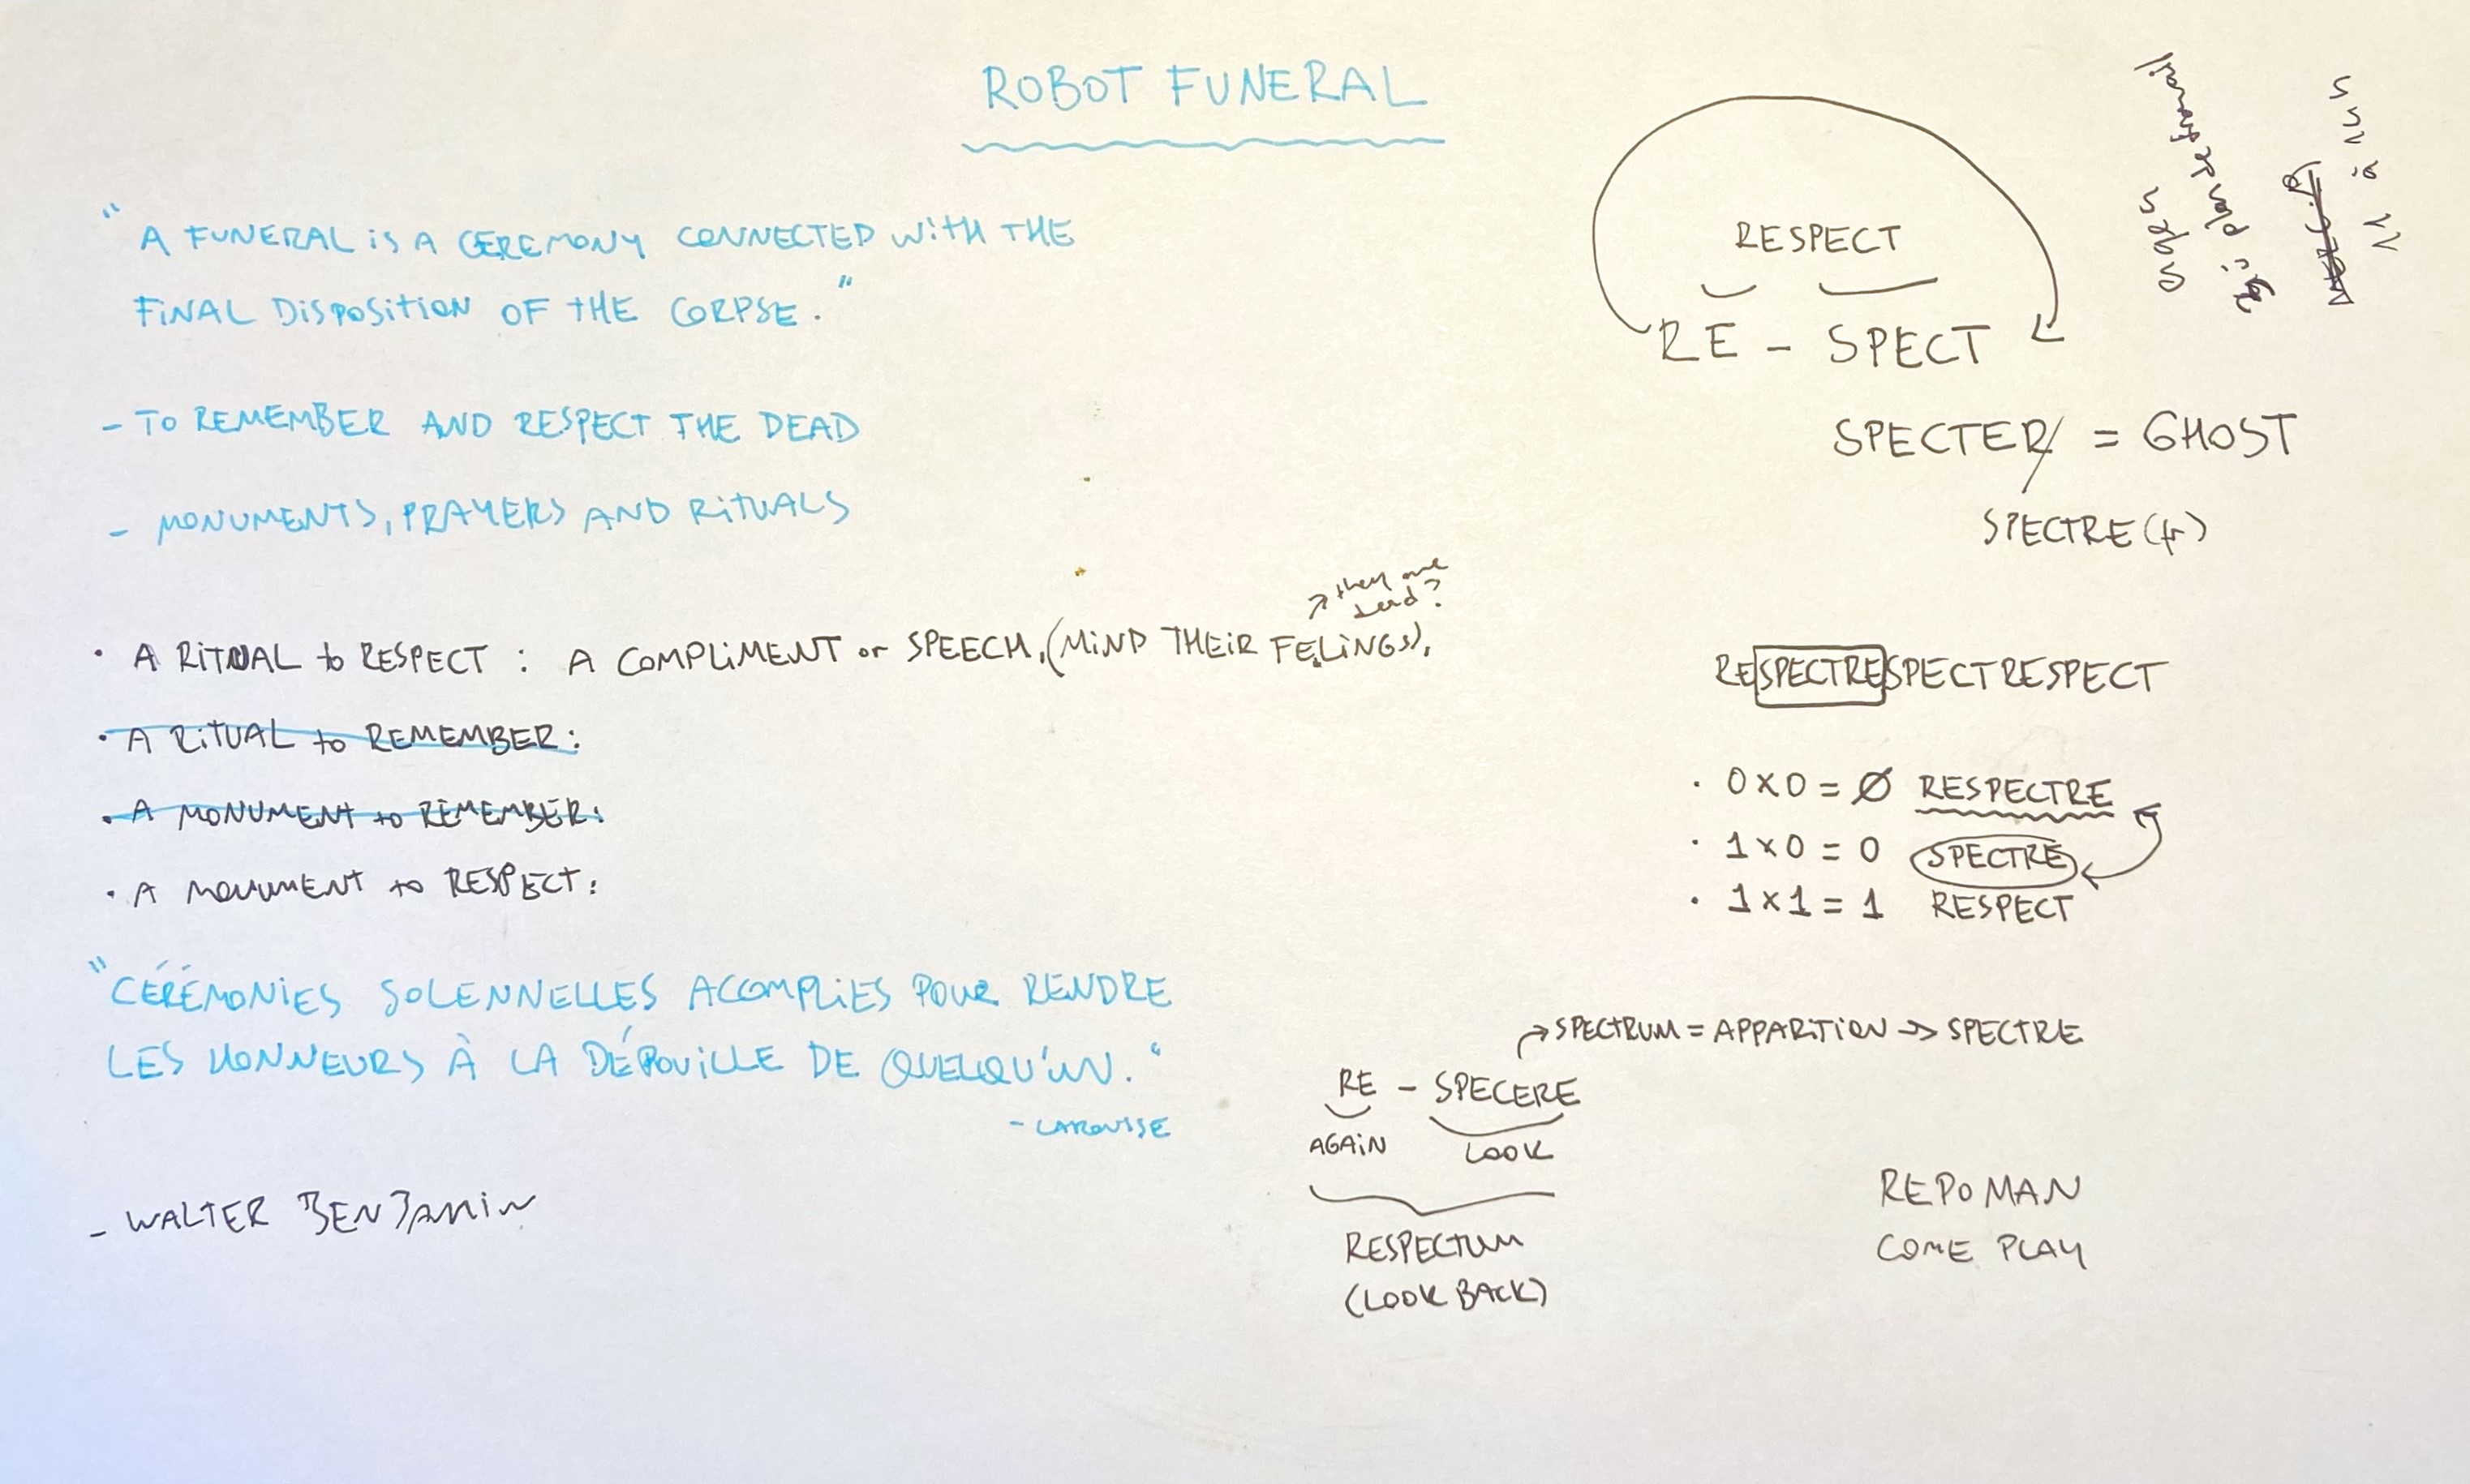 ROBOT FUNERAL
" A FUNERAL iS A CEREMONY CONNECTED WITH THE
FINAL DISPOSITION OF THE CORPSE."
- TO REMEMBER AND RESPECT THE DEAD
- MONUMENTS, PRAYERS AND RITUALS
they are
dead?
· A RITUAL to RESPECT : A COMPLIMENT or SPEECH, (MIND THEIR FELINGS),
· A RITUAL to REMEMBER:
· A MONUMENT to REMEMBER:
· A MONUMENT to RESPECT:
"CÉRÉMONIES SOLENNELLES ACOMPLIES POUR RENDRE
LES HONNEURS À LA DÉPOUILLE DE QUELQU'UN."
- LAROUSSE
- WALTER BENJAMIN
RESPECT
RE - SPECT
SPECTER = GHOST
SPECTRE (fr)
RESPECTRESPECTRESPECT
· 0 x 0 = Ø RESPECTRE
· 1 x 0 = 0 SPECTRE
· 1 x 1 = 1 RESPECT
SPECTRUM = APPARITION -> SPECTRE
RE - SPECERE
AGAIN LOOK
RESPECTUM
(LOOK BACK)
REPO MAN
COME PLAY